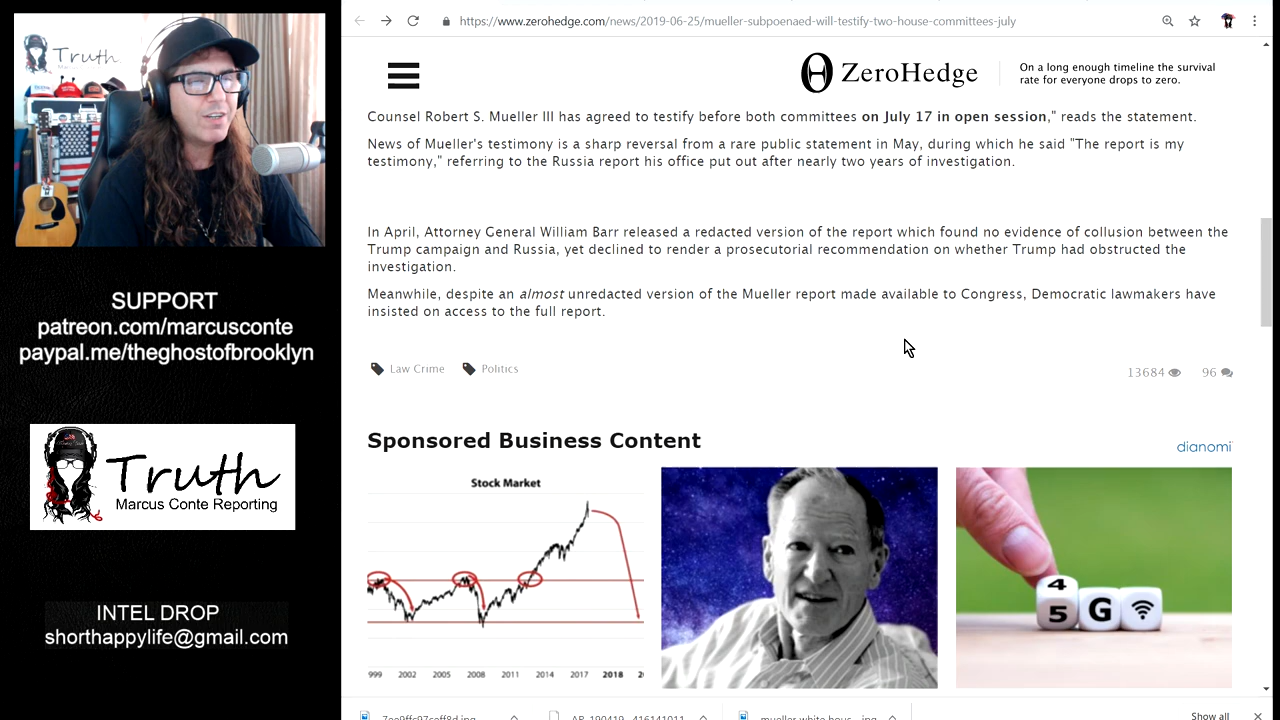 https://www.zerohedge.com/news/2019-06-25/mueller-subpoenaed-will-testify-two-house-committees-july
Truth
ZeroHedge
On a long enough timeline the survival
rate for everyone drops to zero.
Counsel Robert S. Mueller III has agreed to testify before both committees on July 17 in open session," reads the statement.
News of Mueller's testimony is a sharp reversal from a rare public statement in May, during which he said "The report is my
testimony," referring to the Russia report his office put out after nearly two years of investigation.
In April, Attorney General William Barr released a redacted version of the report which found no evidence of collusion between the
Trump campaign and Russia, yet declined to render a prosecutorial recommendation on whether Trump had obstructed the
investigation.
Meanwhile, despite an almost unredacted version of the Mueller report made available to Congress, Democratic lawmakers have
insisted on access to the full report.
Law Crime
Politics
13684
96
Sponsored Business Content
dianomi
Stock Market
999 2002 2005 2008 2011 2014 2017 2018 2
4
5 G
SUPPORT
patreon.com/marcusconte
paypal.me/theghostofbrooklyn
Truth
Marcus Conte Reporting
INTEL DROP
shorthappylife@gmail.com
Show all